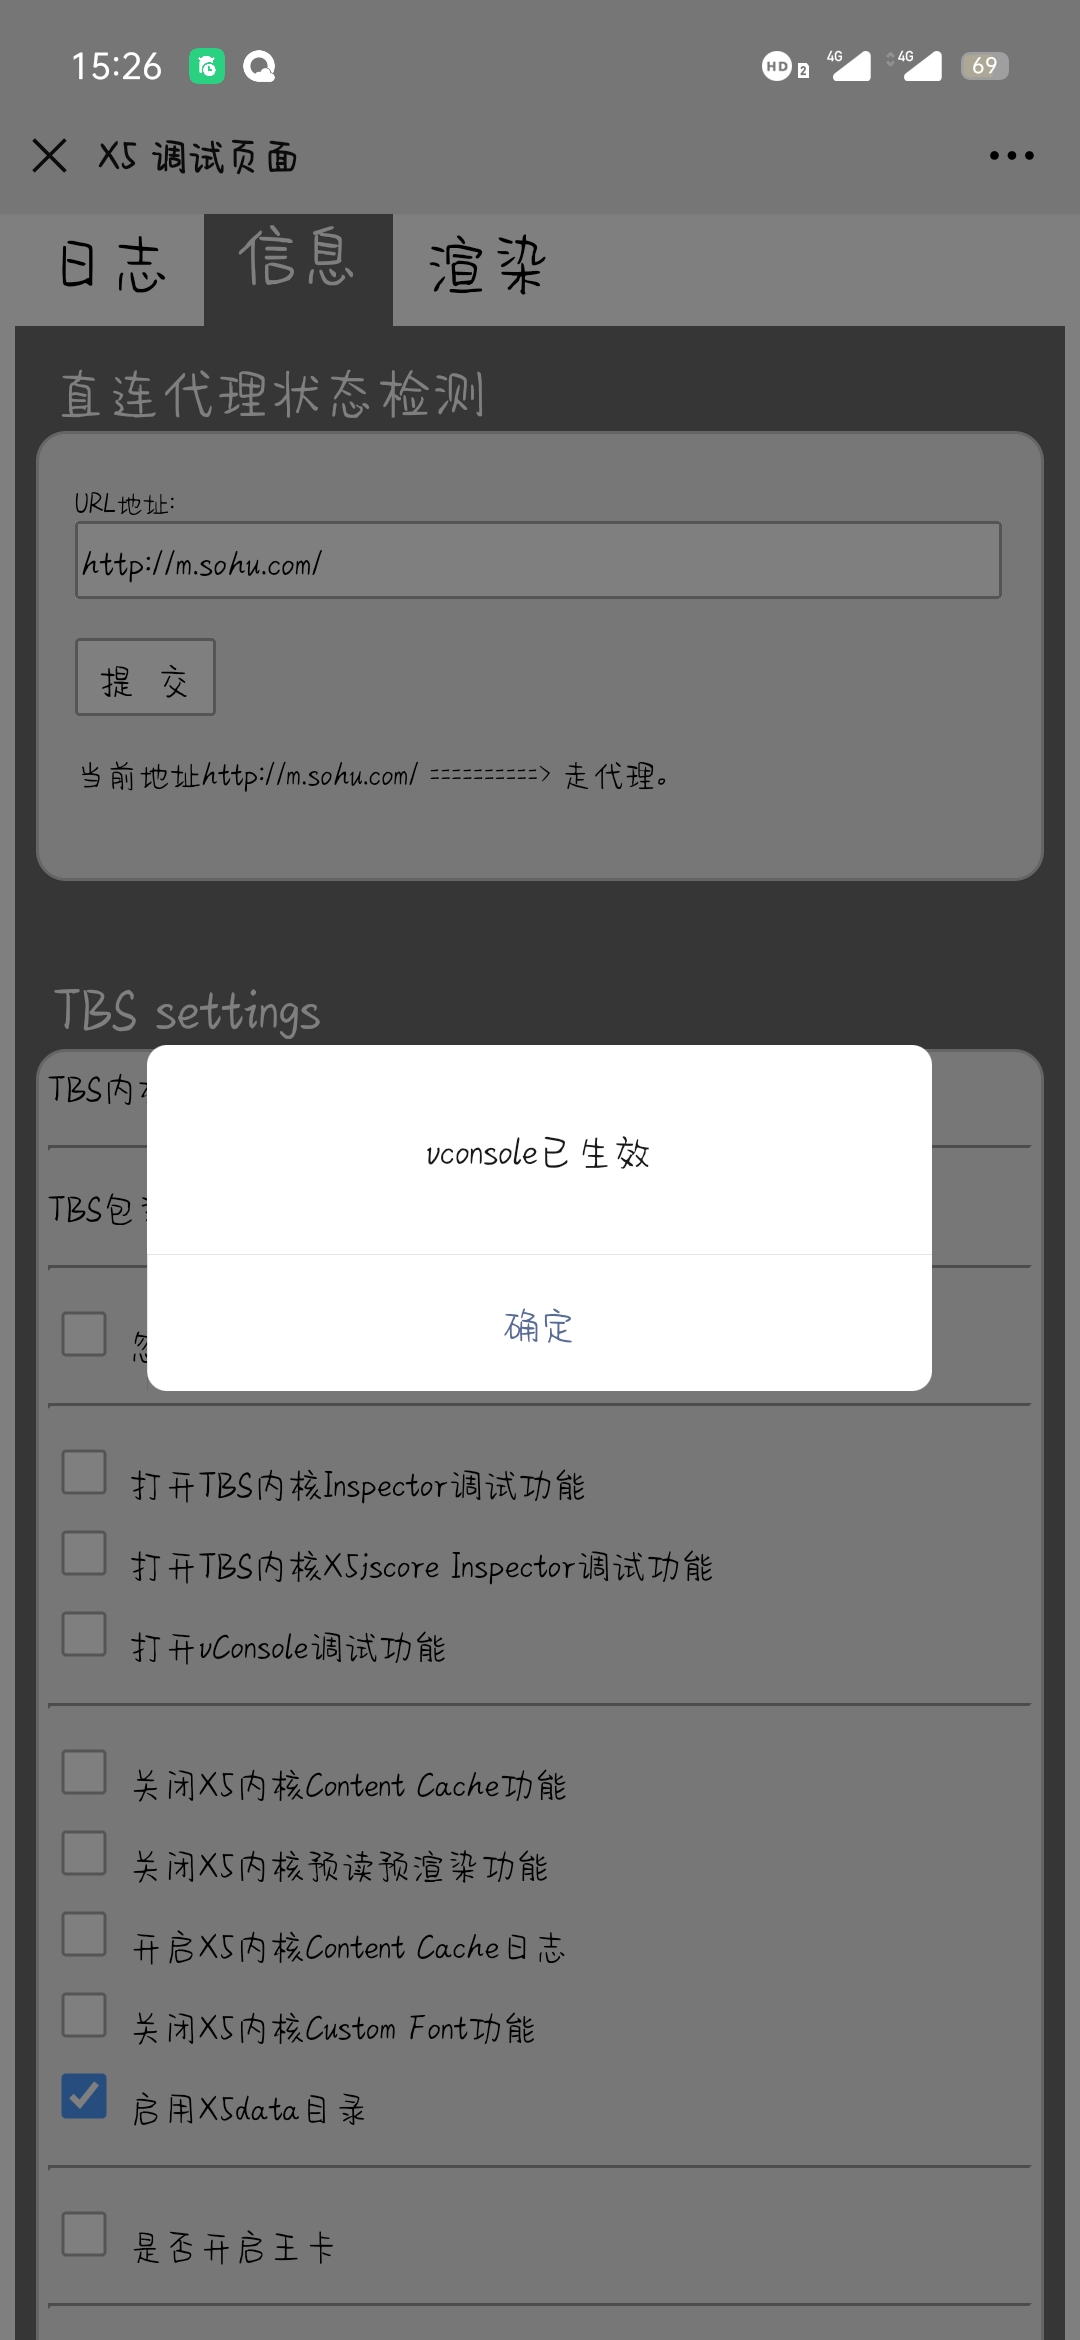 15:26
HD 2 4G 4G 69
X5 调试页面
日志 信息 渲染
直连代理状态检测
URL地址:
http://m.sohu.com/
提 交
当前地址http://m.sohu.com/ ==========> 走代理。
TBS settings
TBS内
TBS包
vconsole已生效
确定
忽
打开TBS内核Inspector调试功能
打开TBS内核X5jscore Inspector调试功能
打开vConsole调试功能
关闭X5内核Content Cache功能
关闭X5内核预读预渲染功能
开启X5内核Content Cache日志
关闭X5内核Custom Font功能
启用X5data目录
是否开启王卡